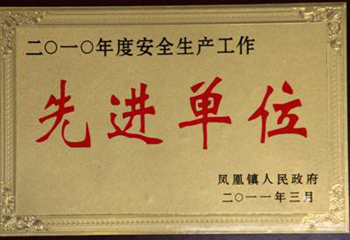 二〇一〇年度安全生产工作
先进单位
凤凰镇人民政府
二〇一一年三月